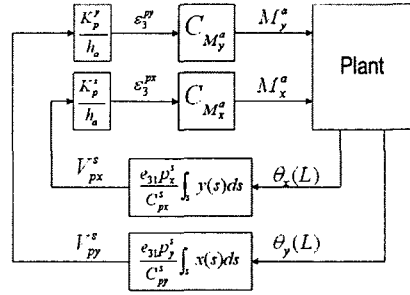 K_p^y / h_a
ε_3^{py}
C_{M_y^a}
M_y^a
Plant
K_p^x / h_a
ε_3^{px}
C_{M_x^a}
M_x^a
V_{px}^s
e_{31} p_x^s / C_{px}^s ∫_s y(s)ds
θ_x(L)
V_{py}^s
e_{31} p_y^s / C_{py}^s ∫_s x(s)ds
θ_y(L)